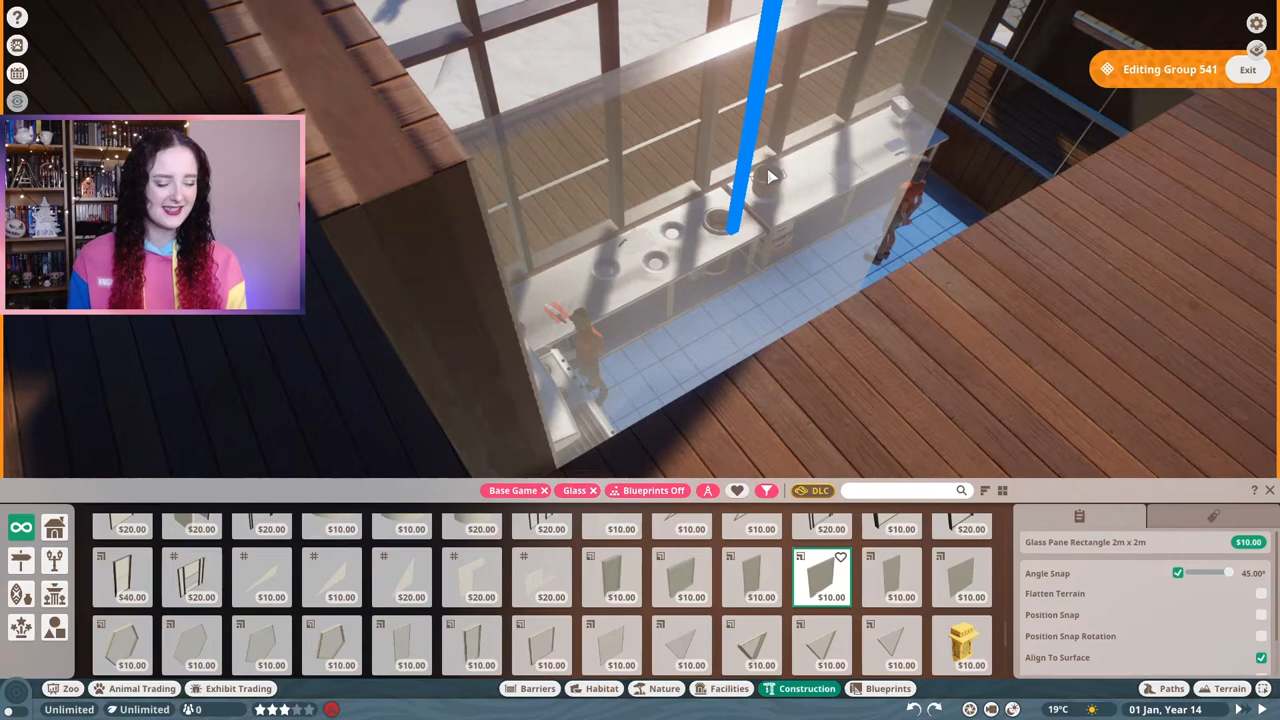 ?
Editing Group 541
Exit
Base Game ×
Glass ×
Blueprints Off
DLC
? ×
$20.00 $20.00 $20.00 $10.00 $10.00 $20.00 $20.00 $10.00 $10.00 $10.00 $20.00 $20.00 $20.00
$40.00 $20.00 $10.00 $10.00 $10.00 $20.00 $20.00 $10.00 $10.00 $10.00 $10.00 $10.00 $10.00
$10.00 $10.00 $10.00 $10.00 $10.00 $10.00 $10.00 $10.00 $10.00 $10.00 $10.00 $10.00 $10.00
Glass Pane Rectangle 2m x 2m $10.00
Angle Snap 45.00°
Flatten Terrain
Position Snap
Position Snap Rotation
Align To Surface
Zoo Animal Trading Exhibit Trading Barriers Habitat Nature Facilities Construction Blueprints Paths Terrain
Unlimited Unlimited 0 19°C 01 Jan, Year 14